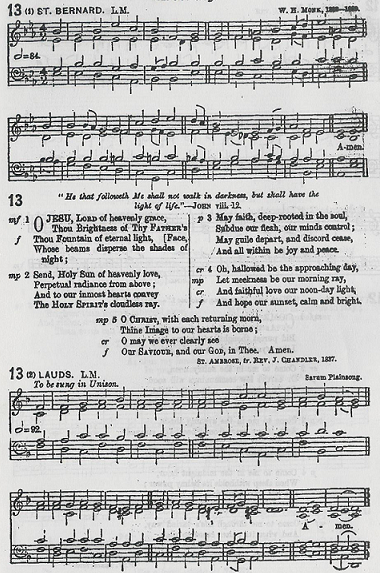 13 (1) ST. BERNARD. L.M. W. H. MONK,
=84.
A-men.
13
"He that followeth Me shall not walk in darkness, but shall have the
light of life."—JOHN viii. 12.
mf 1 O JESU, LORD of heavenly grace,
Thou Brightness of Thy FATHER'S
f Thou Fountain of eternal light, [Face,
Whose beams disperse the shades of
night;
mp 2 Send, Holy Sun of heavenly love,
Perpetual radiance from above;
And to our inmost hearts convey
The HOLY SPIRIT'S cloudless ray.
p 3 May faith, deep-rooted in the soul,
Subdue our flesh, our minds control;
May guile depart, and discord cease,
And all within be joy and peace.
cr 4 Oh, hallowed be the approaching day,
mp Let meekness be our morning ray,
cr And faithful love our noon-day light,
f And hope our sunset, calm and bright.
mp 5 O CHRIST, with each returning morn,
Thine Image to our hearts is borne;
cr O may we ever clearly see
f Our SAVIOUR, and our GOD, in Thee. Amen.
ST. AMBROSE, tr. REV. J. CHANDLER, 1837.
13 (2) LAUDS. L.M.
To be sung in Unison. Sarum Plainsong.
=92.
A men.